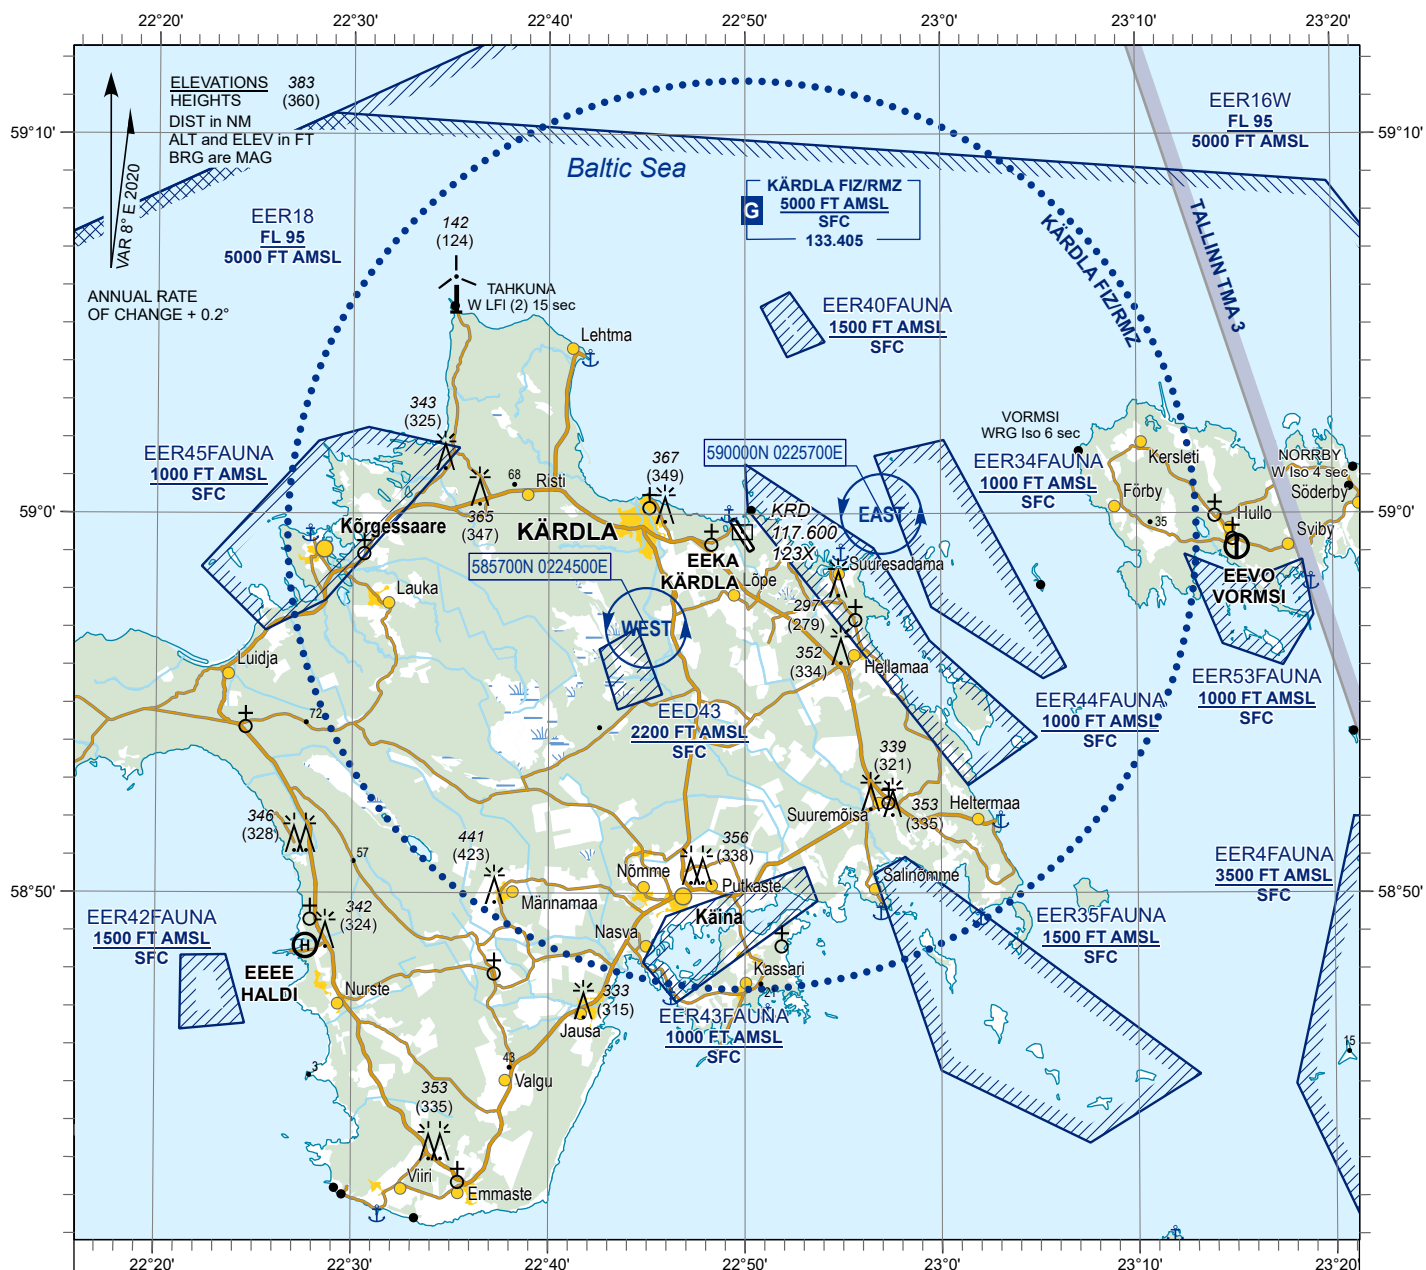 22°20'
22°30'
22°40'
22°50'
23°0'
23°10'
23°20'
59°10'
59°10'
59°0'
59°0'
58°50'
58°50'
ELEVATIONS 383
HEIGHTS (360)
DIST in NM
ALT and ELEV in FT
BRG are MAG
VAR 8° E 2020
ANNUAL RATE
OF CHANGE + 0.2°
EER18
FL 95
5000 FT AMSL
Baltic Sea
KÄRDLA FIZ/RMZ
5000 FT AMSL
G
SFC
133.405
EER16W
FL 95
5000 FT AMSL
TALLINN TMA 3
KÄRDLA FIZ/RMZ
142
(124)
TAHKUNA
W LFl (2) 15 sec
Lehtma
EER40FAUNA
1500 FT AMSL
SFC
343
(325)
EER45FAUNA
1000 FT AMSL
SFC
365
(347)
68
Risti
367
(349)
KÄRDLA
590000N 0225700E
EAST
KRD
117.600
123X
VORMSI
WRG Iso 6 sec
EER34FAUNA
1000 FT AMSL
SFC
Kersleti
NORRBY
W Iso 4 sec
Förby
Söderby
35
Hullo
Sviby
EEVO
VORMSI
Kõrgessaare
EEKA
KÄRDLA
585700N 0224500E
WEST
Lõpe
Suuresadama
Lauka
297
(279)
352
(334)
Hellamaa
Luidja
72
EED43
2200 FT AMSL
SFC
EER44FAUNA
1000 FT AMSL
SFC
EER53FAUNA
1000 FT AMSL
SFC
339
(321)
Suuremõisa
353
(335)
Heltermaa
346
(328)
57
441
(423)
Männamaa
Nõmme
356
(338)
Putkaste
Käina
Salinõmme
EER4FAUNA
3500 FT AMSL
SFC
EER42FAUNA
1500 FT AMSL
SFC
342
(324)
H
EEEE
HALDI
Nurste
Nasva
Kassari
21
EER35FAUNA
1500 FT AMSL
SFC
333
(315)
Jausa
EER43FAUNA
1000 FT AMSL
SFC
15
3
43
Valgu
353
(335)
Viiri
Emmaste
22°20'
22°30'
22°40'
22°50'
23°0'
23°10'
23°20'